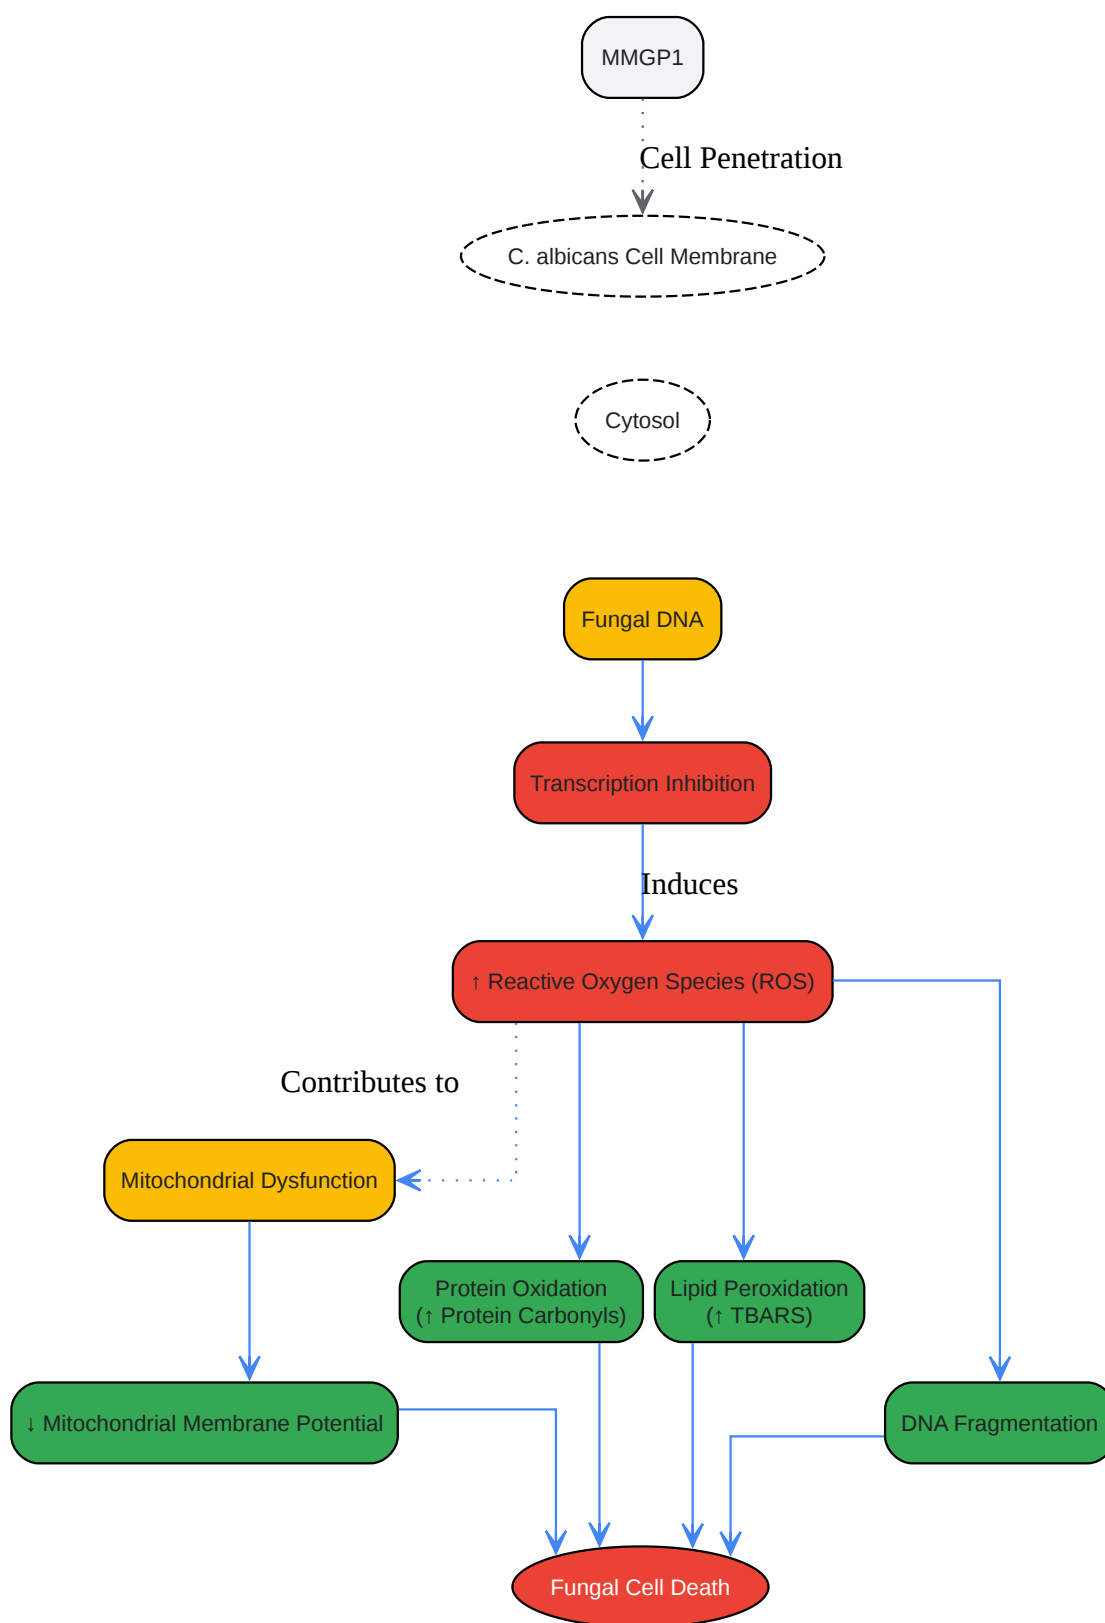 MMGP1
Cell Penetration
C. albicans Cell Membrane
Cytosol
Fungal DNA
Transcription Inhibition
Induces
↑ Reactive Oxygen Species (ROS)
Contributes to
Mitochondrial Dysfunction
Protein Oxidation
(↑ Protein Carbonyls)
Lipid Peroxidation
(↑ TBARS)
↓ Mitochondrial Membrane Potential
DNA Fragmentation
Fungal Cell Death